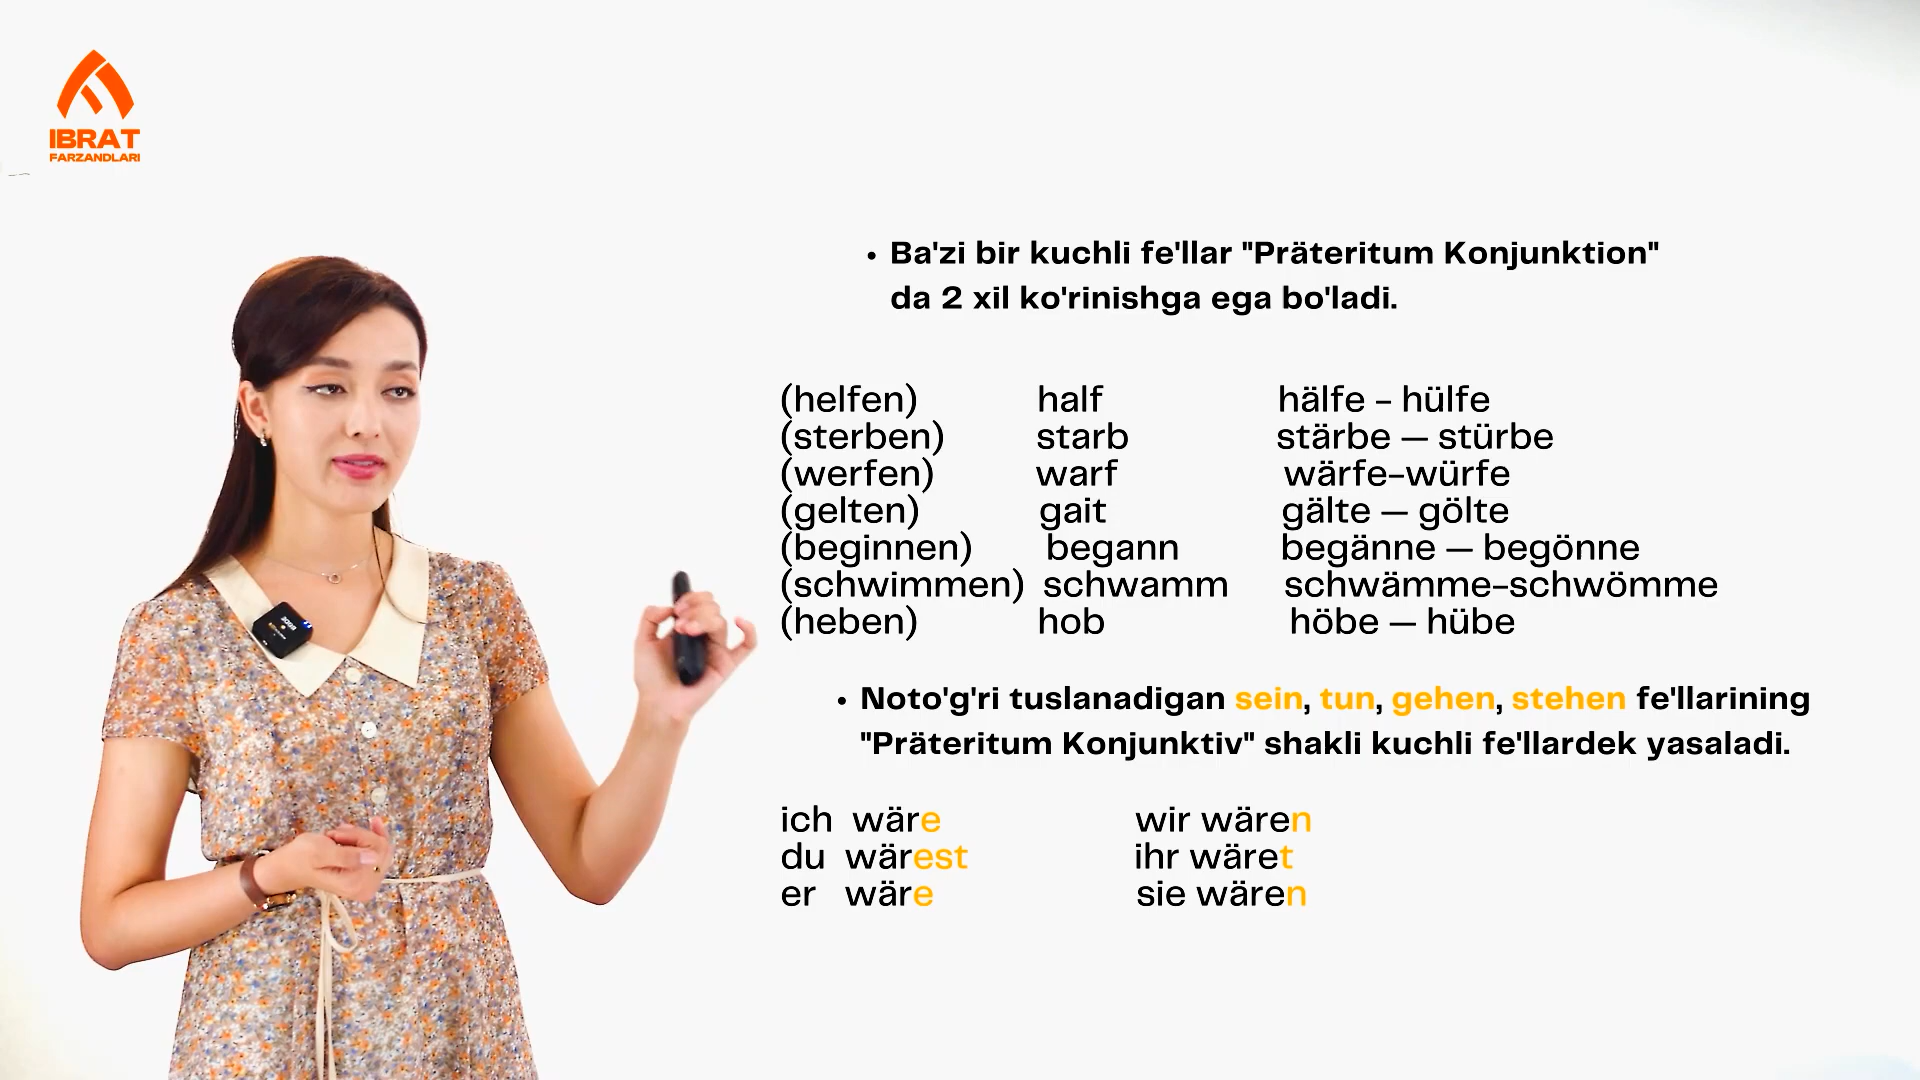 IBRAT
FARZANDLARI
• Ba'zi bir kuchli fe'llar "Präteritum Konjunktion"
da 2 xil ko'rinishga ega bo'ladi.
(helfen) half hälfe – hülfe
(sterben) starb stärbe — stürbe
(werfen) warf wärfe–würfe
(gelten) gait gälte — gölte
(beginnen) begann begänne — begönne
(schwimmen) schwamm schwämme–schwömme
(heben) hob höbe — hübe
• Noto'g'ri tuslanadigan sein, tun, gehen, stehen fe'llarining
"Präteritum Konjunktiv" shakli kuchli fe'llardek yasaladi.
ich wäre wir wären
du wärest ihr wäret
er wäre sie wären